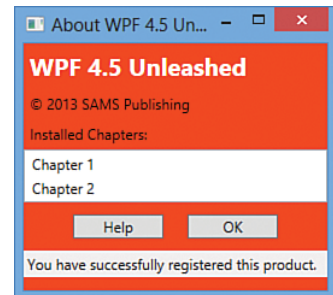 About WPF 4.5 Un...
WPF 4.5 Unleashed
© 2013 SAMS Publishing
Installed Chapters:
Chapter 1
Chapter 2
Help OK
You have successfully registered this product.